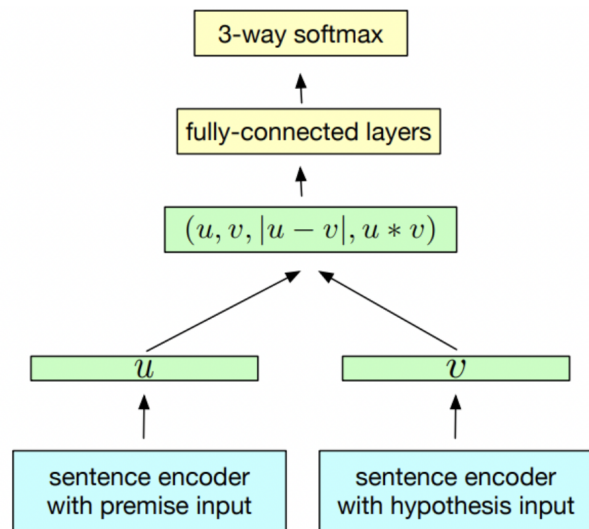 3-way softmax
fully-connected layers
(u, v, |u − v|, u ∗ v)
u
v
sentence encoder
with premise input
sentence encoder
with hypothesis input